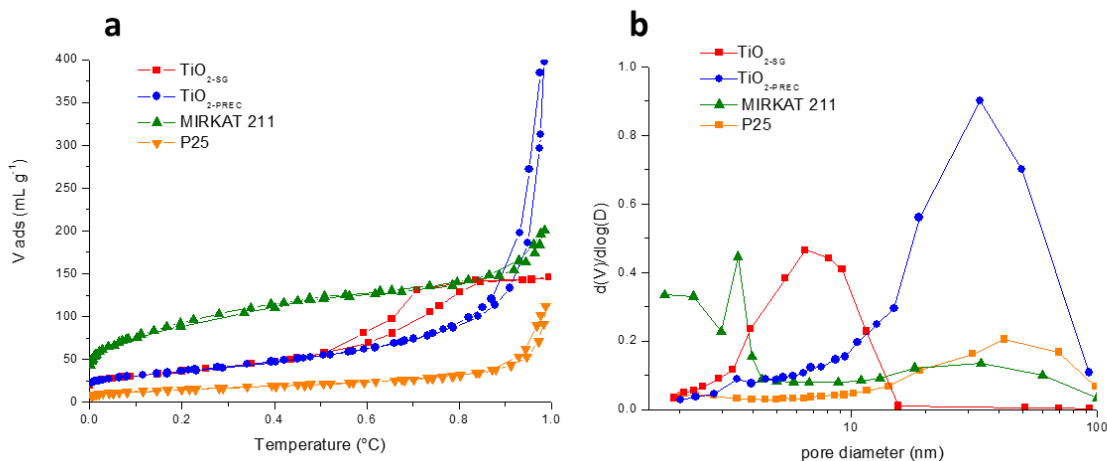 a
b
400
350
300
250
200
150
100
50
0
V ads (mL g⁻¹)
TiO₂₋SG
TiO₂₋PREC
MIRKAT 211
P25
0.0
0.2
0.4
0.6
0.8
1.0
Temperature (°C)
1.0
0.8
0.6
0.4
0.2
0.0
d(V)/dlog(D)
TiO₂₋SG
TiO₂₋PREC
MIRKAT 211
P25
10
100
pore diameter (nm)